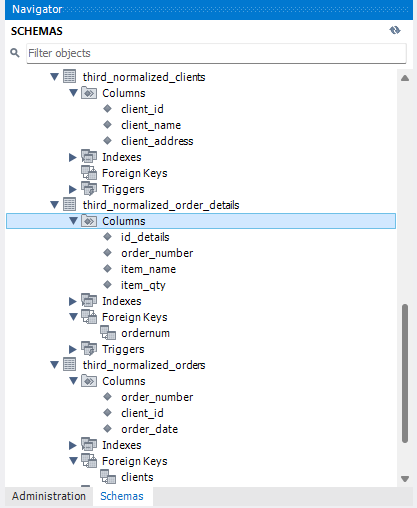 Navigator
SCHEMAS
Filter objects
third_normalized_clients
Columns
client_id
client_name
client_address
Indexes
Foreign Keys
Triggers
third_normalized_order_details
Columns
id_details
order_number
item_name
item_qty
Indexes
Foreign Keys
ordernum
Triggers
third_normalized_orders
Columns
order_number
client_id
order_date
Indexes
Foreign Keys
clients
Administration Schemas